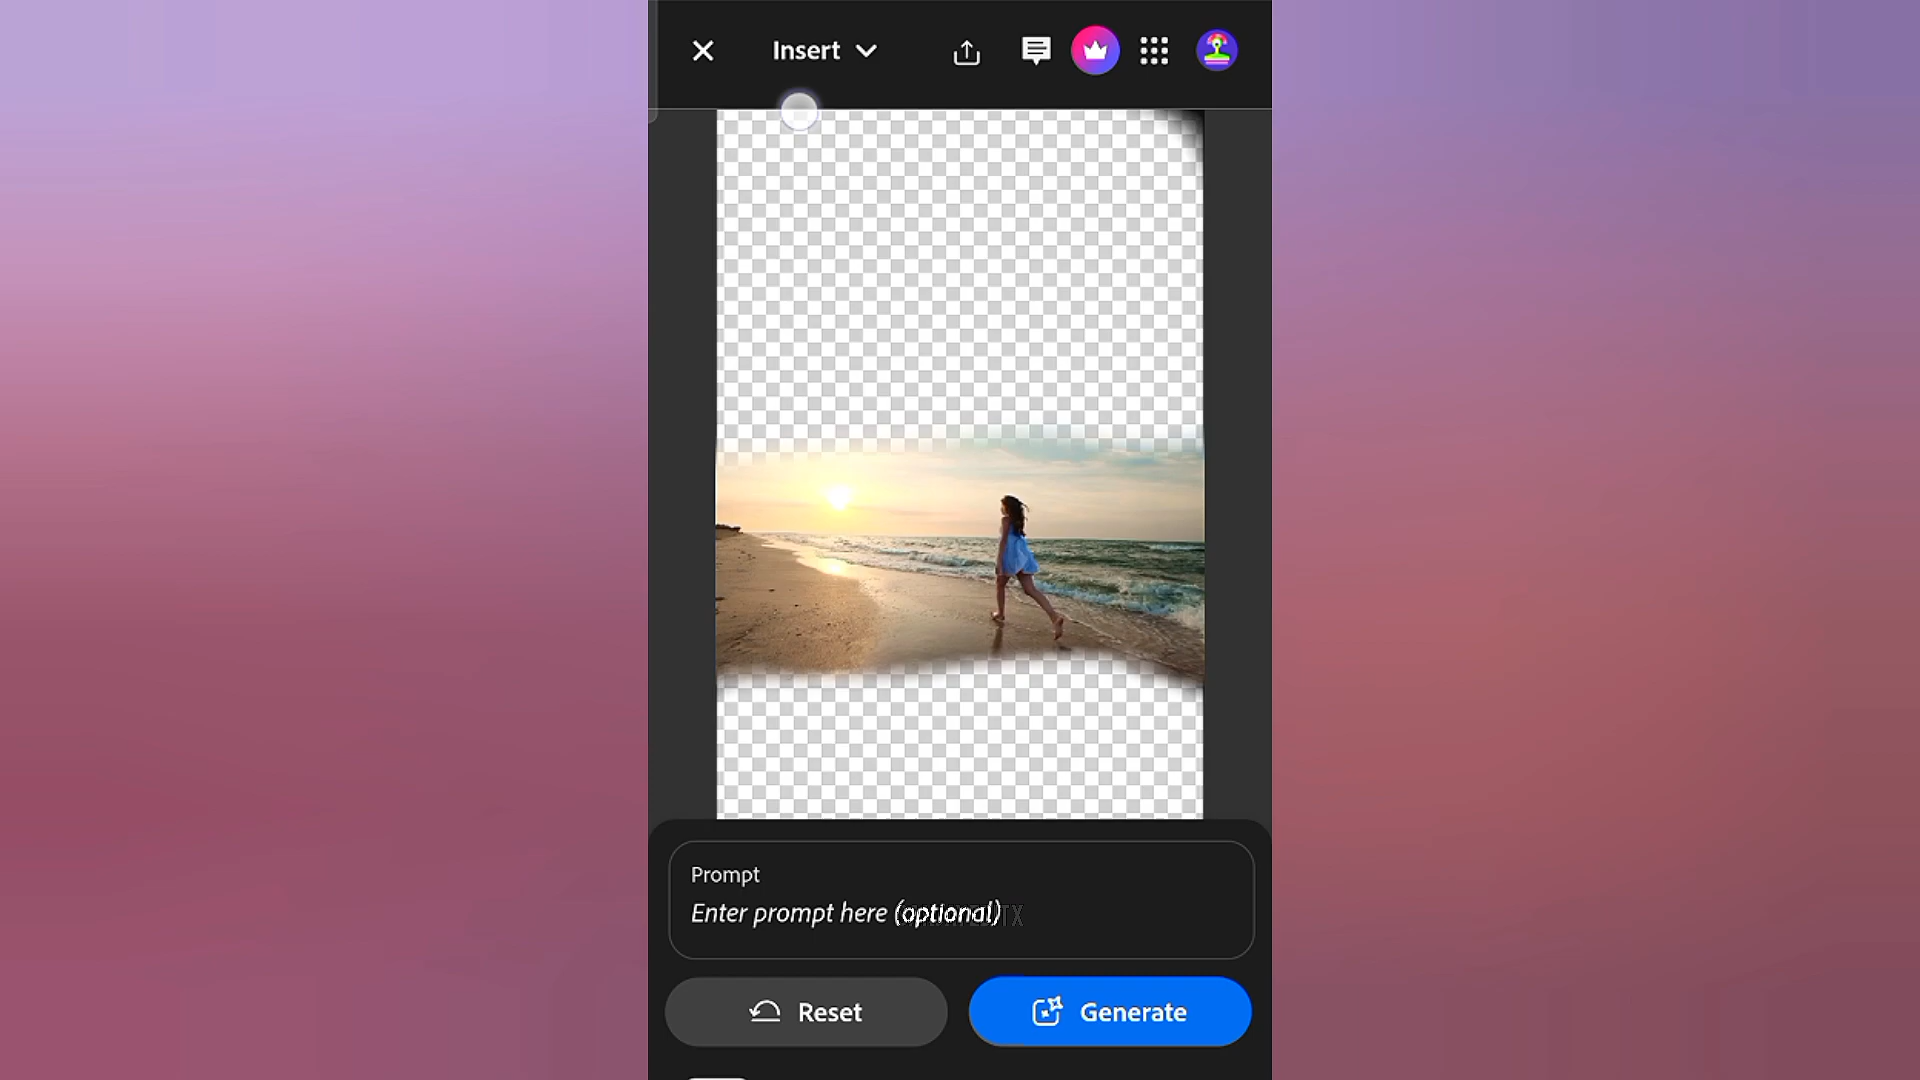 Insert
Prompt
Enter prompt here (optional)
Reset
Generate